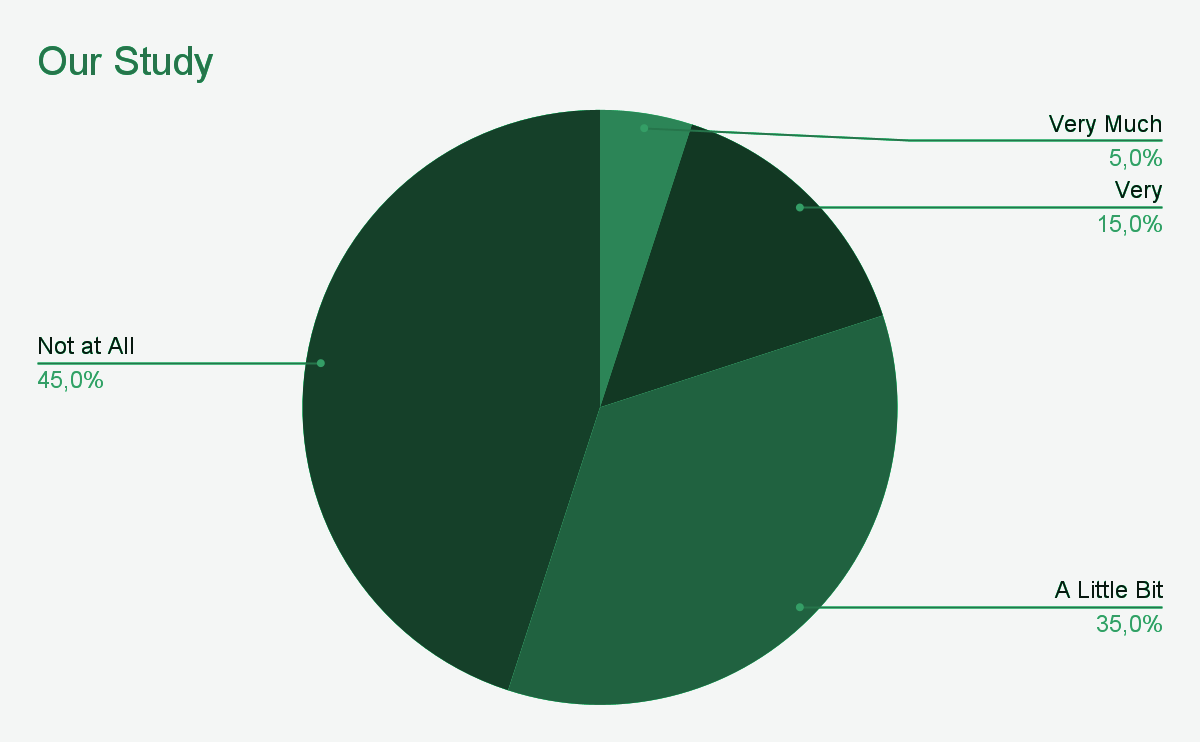 Our Study
Very Much
5,0%
Very
15,0%
Not at All
45,0%
A Little Bit
35,0%